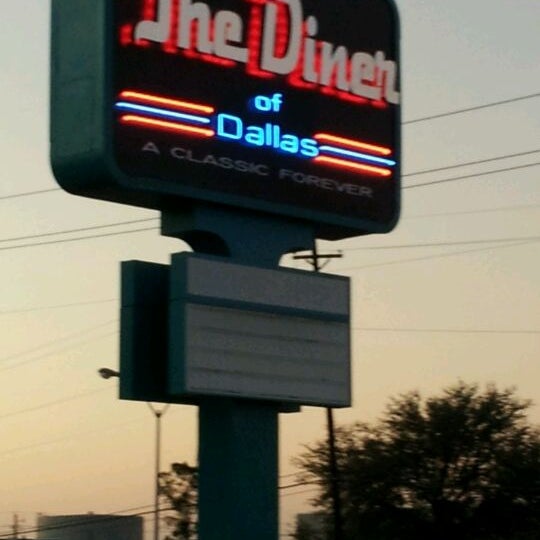 The Diner
of
Dallas
A CLASSIC FOREVER